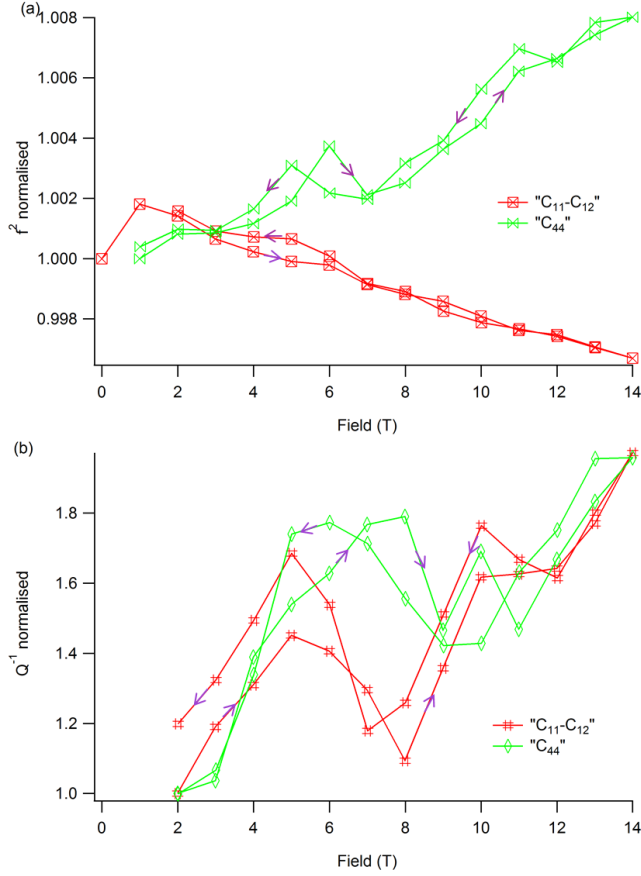 (a)
1.008
1.006
1.004
1.002
1.000
0.998
f² normalised
"C₁₁-C₁₂"
"C₄₄"
0 2 4 6 8 10 12 14
Field (T)
(b)
1.8
1.6
1.4
1.2
1.0
Q⁻¹ normalised
"C₁₁-C₁₂"
"C₄₄"
0 2 4 6 8 10 12 14
Field (T)